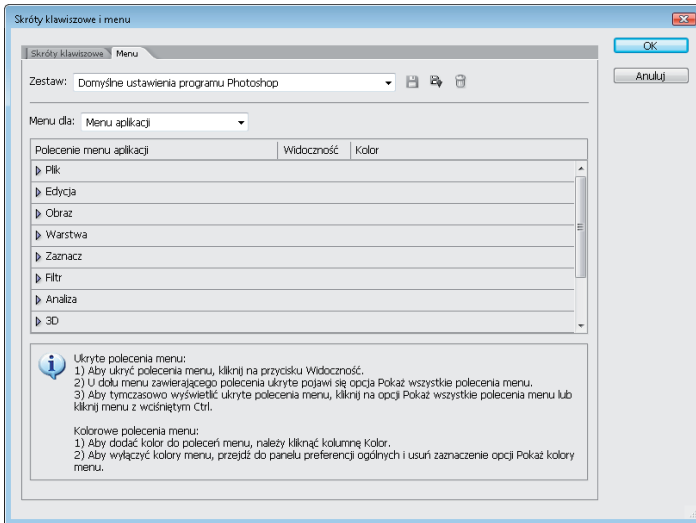 Skróty klawiszowe i menu
Skróty klawiszowe Menu
OK
Zestaw: Domyślne ustawienia programu Photoshop
Anuluj
Menu dla: Menu aplikacji
Polecenie menu aplikacji Widoczność Kolor
Plik
Edycja
Obraz
Warstwa
Zaznacz
Filtr
Analiza
3D
Ukryte polecenia menu:
1) Aby ukryć polecenia menu, kliknij na przycisku Widoczność.
2) U dołu menu zawierającego polecenia ukryte pojawi się opcja Pokaż wszystkie polecenia menu.
3) Aby tymczasowo wyświetlić ukryte polecenia menu, kliknij na opcji Pokaż wszystkie polecenia menu lub
kliknij menu z wciśniętym Ctrl.
Kolorowe polecenia menu:
1) Aby dodać kolor do poleceń menu, należy kliknąć kolumnę Kolor.
2) Aby wyłączyć kolory menu, przejdź do panelu preferencji ogólnych i usuń zaznaczenie opcji Pokaż kolory
menu.